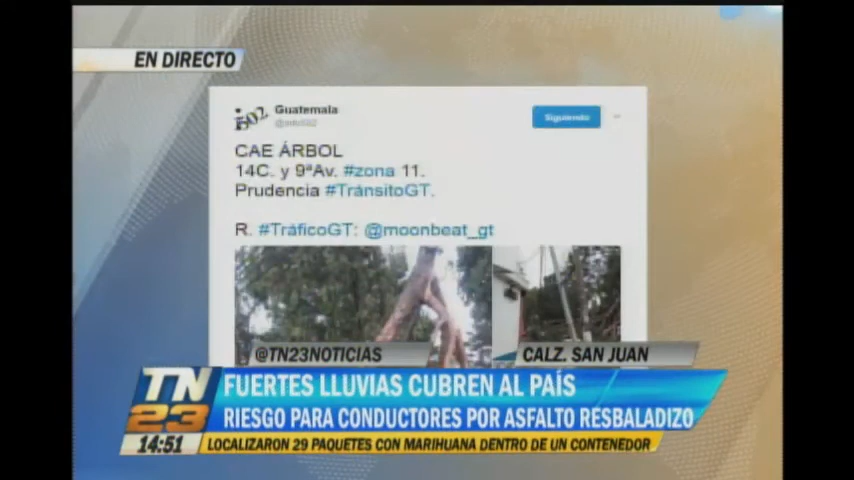 EN DIRECTO
Guatemala
Siguiendo
CAE ÁRBOL
14C. y 9ªAv. #zona 11.
Prudencia #TránsitoGT.
R. #TráficoGT: @moonbeat_gt
@TN23NOTICIAS
CALZ. SAN JUAN
TN
23
FUERTES LLUVIAS CUBREN AL PAÍS
RIESGO PARA CONDUCTORES POR ASFALTO RESBALADIZO
14:51
LOCALIZARON 29 PAQUETES CON MARIHUANA DENTRO DE UN CONTENEDOR